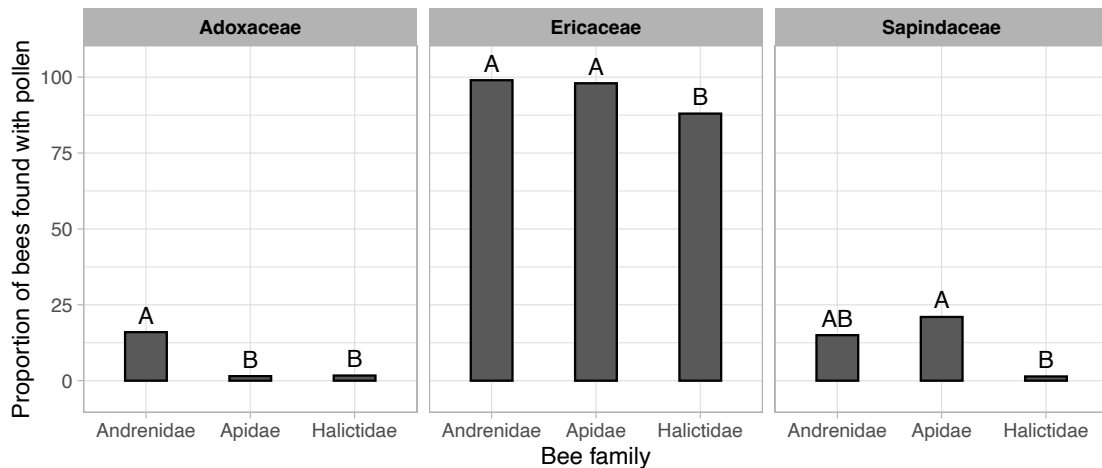 Adoxaceae Ericaceae Sapindaceae
Proportion of bees found with pollen
100
75
50
25
0
A B B
A A B
AB A B
Andrenidae Apidae Halictidae Andrenidae Apidae Halictidae Andrenidae Apidae Halictidae
Bee family